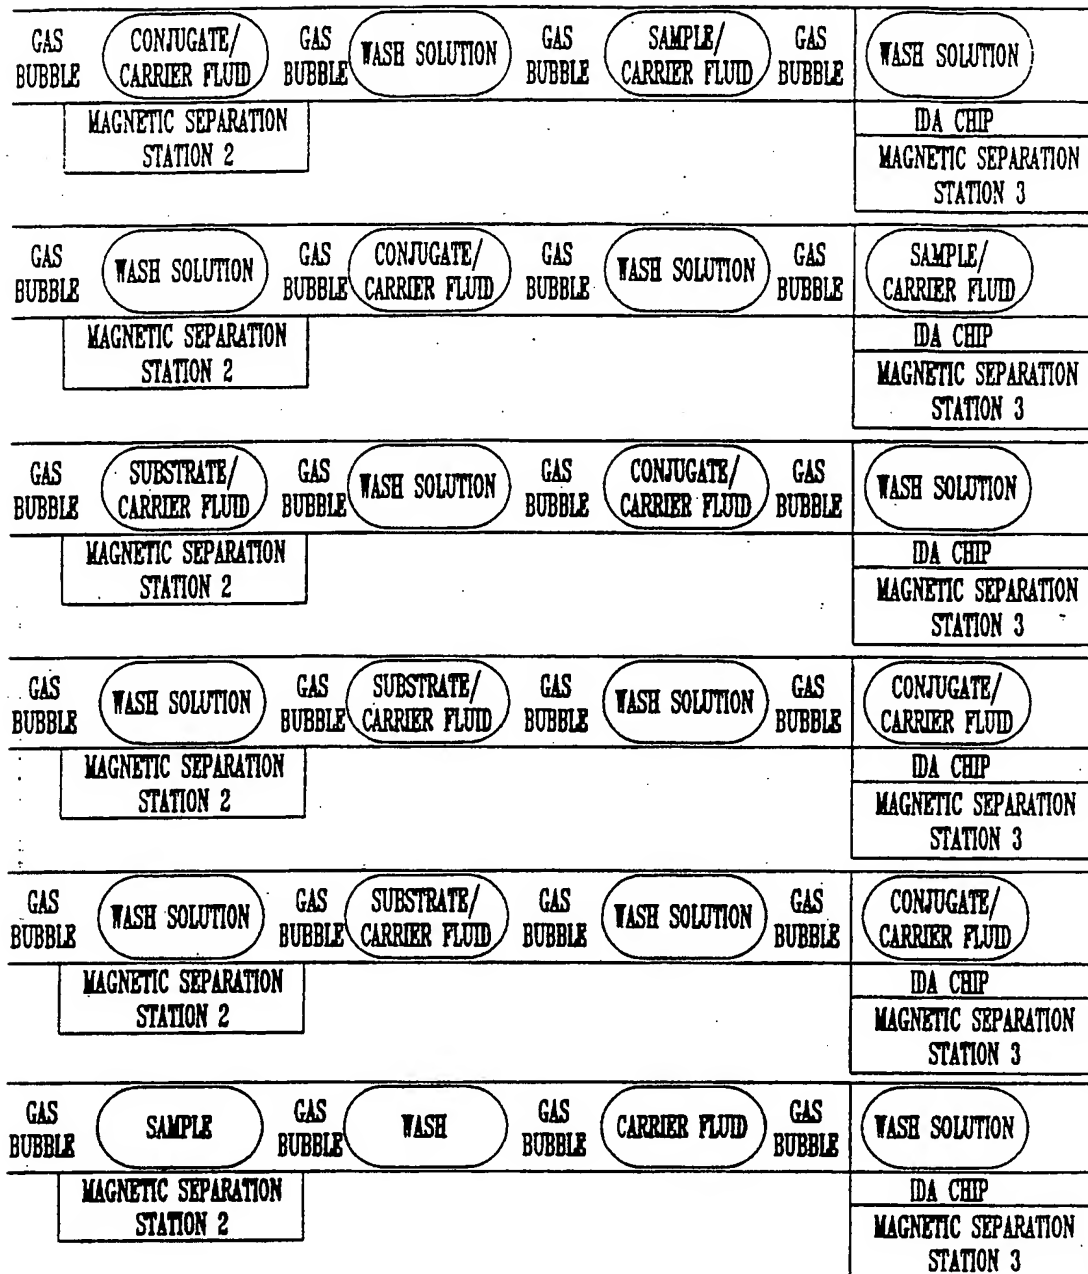 GAS BUBBLE
CONJUGATE/ CARRIER FLUID
GAS BUBBLE
WASH SOLUTION
GAS BUBBLE
SAMPLE/ CARRIER FLUID
GAS BUBBLE
WASH SOLUTION
MAGNETIC SEPARATION
STATION 2
IDA CHIP
MAGNETIC SEPARATION
STATION 3
GAS BUBBLE
WASH SOLUTION
GAS BUBBLE
CONJUGATE/ CARRIER FLUID
GAS BUBBLE
WASH SOLUTION
GAS BUBBLE
SAMPLE/ CARRIER FLUID
MAGNETIC SEPARATION
STATION 2
IDA CHIP
MAGNETIC SEPARATION
STATION 3
GAS BUBBLE
SUBSTRATE/ CARRIER FLUID
GAS BUBBLE
WASH SOLUTION
GAS BUBBLE
CONJUGATE/ CARRIER FLUID
GAS BUBBLE
WASH SOLUTION
MAGNETIC SEPARATION
STATION 2
IDA CHIP
MAGNETIC SEPARATION
STATION 3
GAS BUBBLE
WASH SOLUTION
GAS BUBBLE
SUBSTRATE/ CARRIER FLUID
GAS BUBBLE
WASH SOLUTION
GAS BUBBLE
CONJUGATE/ CARRIER FLUID
MAGNETIC SEPARATION
STATION 2
IDA CHIP
MAGNETIC SEPARATION
STATION 3
GAS BUBBLE
WASH SOLUTION
GAS BUBBLE
SUBSTRATE/ CARRIER FLUID
GAS BUBBLE
WASH SOLUTION
GAS BUBBLE
CONJUGATE/ CARRIER FLUID
MAGNETIC SEPARATION
STATION 2
IDA CHIP
MAGNETIC SEPARATION
STATION 3
GAS BUBBLE
SAMPLE
GAS BUBBLE
WASH
GAS BUBBLE
CARRIER FLUID
GAS BUBBLE
WASH SOLUTION
MAGNETIC SEPARATION
STATION 2
IDA CHIP
MAGNETIC SEPARATION
STATION 3